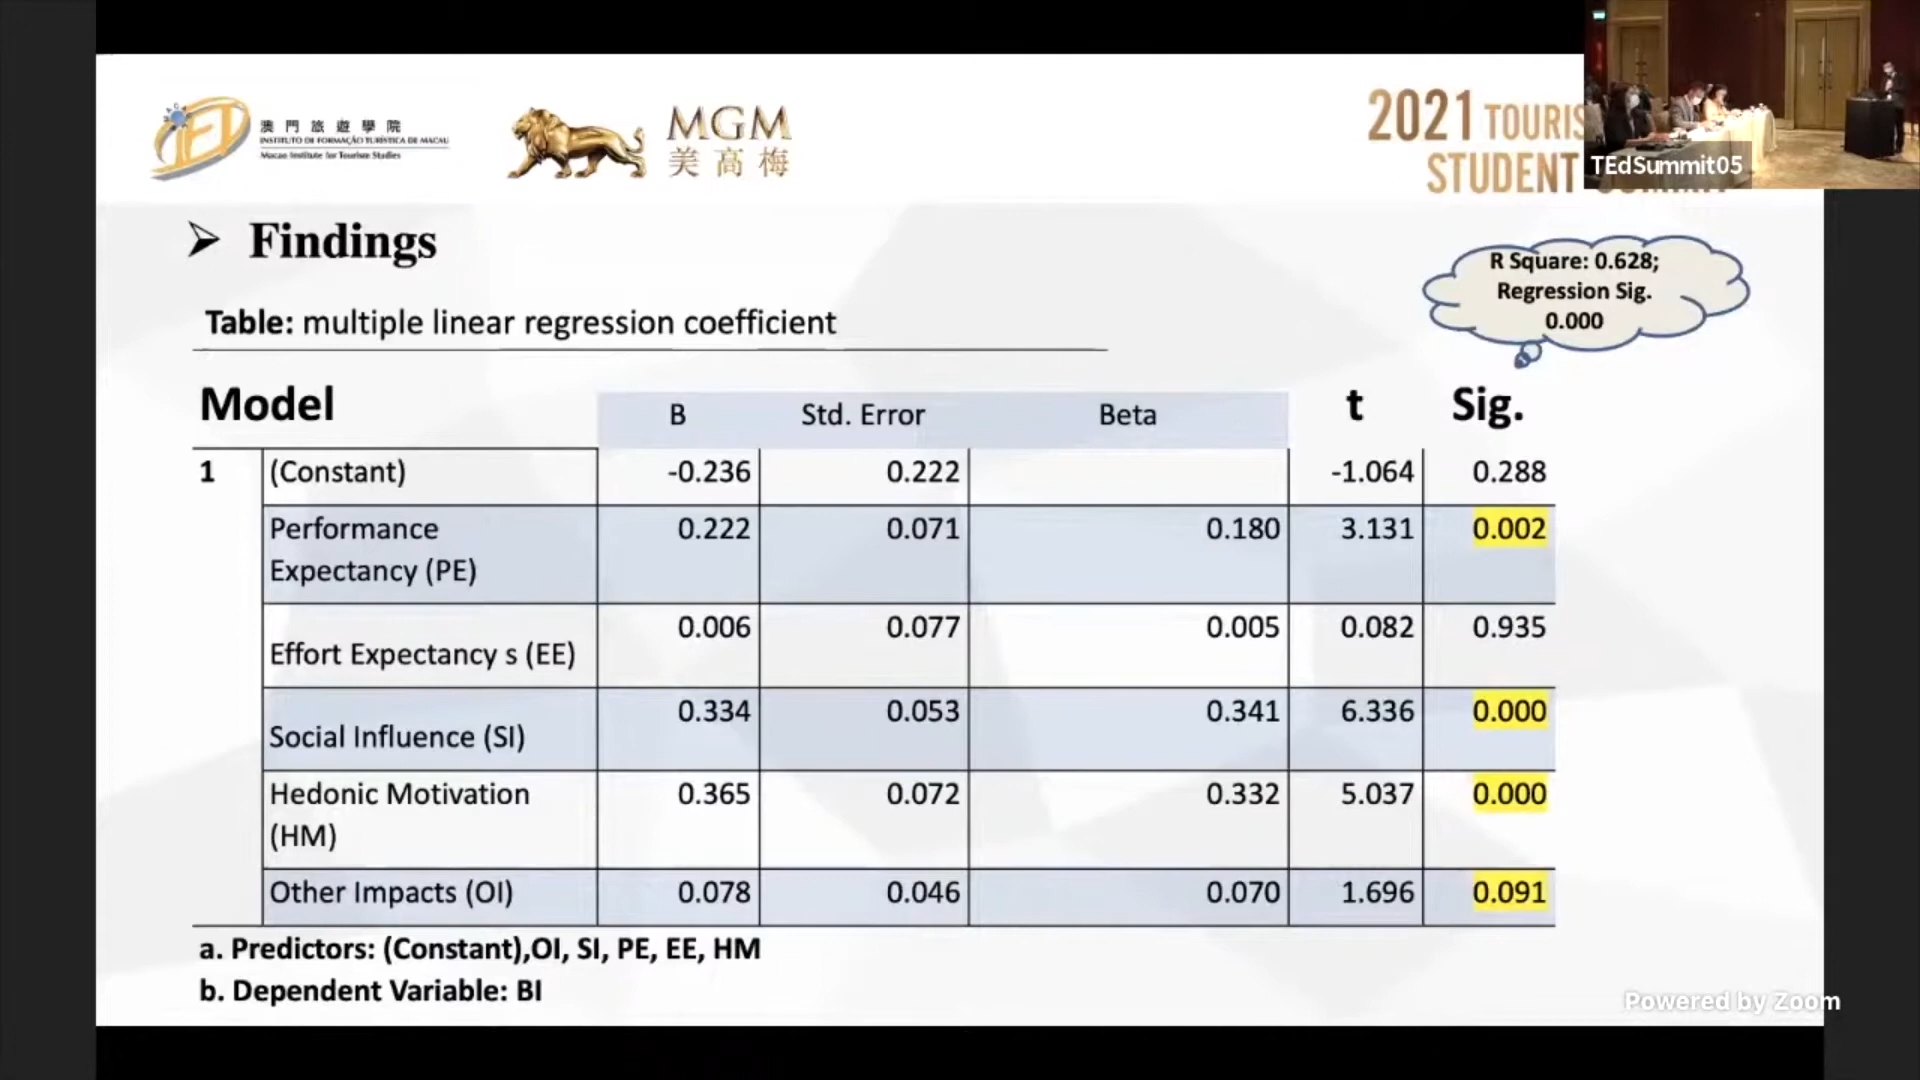 澳門旅遊學院
INSTITUTO DE FORMAÇÃO TURÍSTICA DE MACAU
Macao Institute for Tourism Studies
MGM
美高梅
2021 TOURIS
STUDENT
TEdSummit05
➢ Findings
R Square: 0.628;
Regression Sig.
0.000
Table: multiple linear regression coefficient
Model B Std. Error Beta t Sig.
1 (Constant) -0.236 0.222 -1.064 0.288
Performance
Expectancy (PE) 0.222 0.071 0.180 3.131 0.002
Effort Expectancy s (EE) 0.006 0.077 0.005 0.082 0.935
Social Influence (SI) 0.334 0.053 0.341 6.336 0.000
Hedonic Motivation
(HM) 0.365 0.072 0.332 5.037 0.000
Other Impacts (OI) 0.078 0.046 0.070 1.696 0.091
a. Predictors: (Constant),OI, SI, PE, EE, HM
b. Dependent Variable: BI
Powered by Zoom